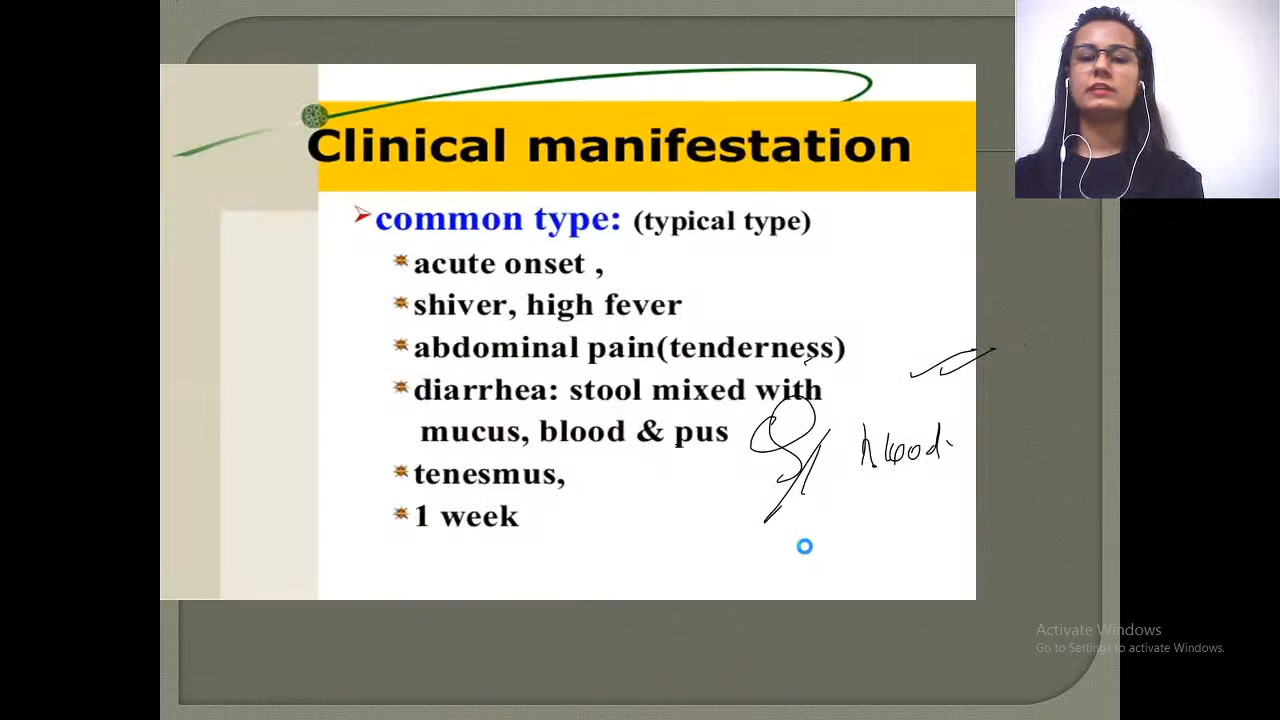 Clinical manifestation
common type: (typical type)
acute onset ,
shiver, high fever
abdominal pain(tenderness)
diarrhea: stool mixed with
mucus, blood & pus
tenesmus,
1 week
Activate Windows
Go to Settings to activate Windows.